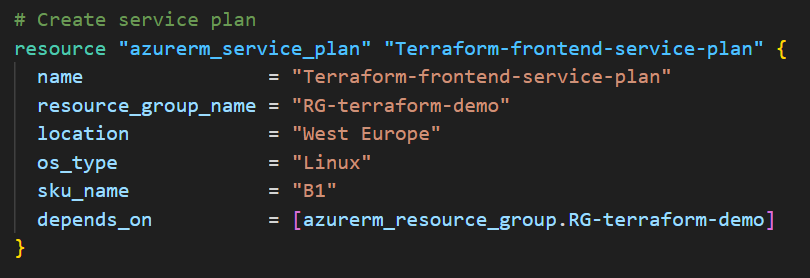 # Create service plan
resource "azurerm_service_plan" "Terraform-frontend-service-plan" {
  name                = "Terraform-frontend-service-plan"
  resource_group_name = "RG-terraform-demo"
  location            = "West Europe"
  os_type             = "Linux"
  sku_name            = "B1"
  depends_on          = [azurerm_resource_group.RG-terraform-demo]
}